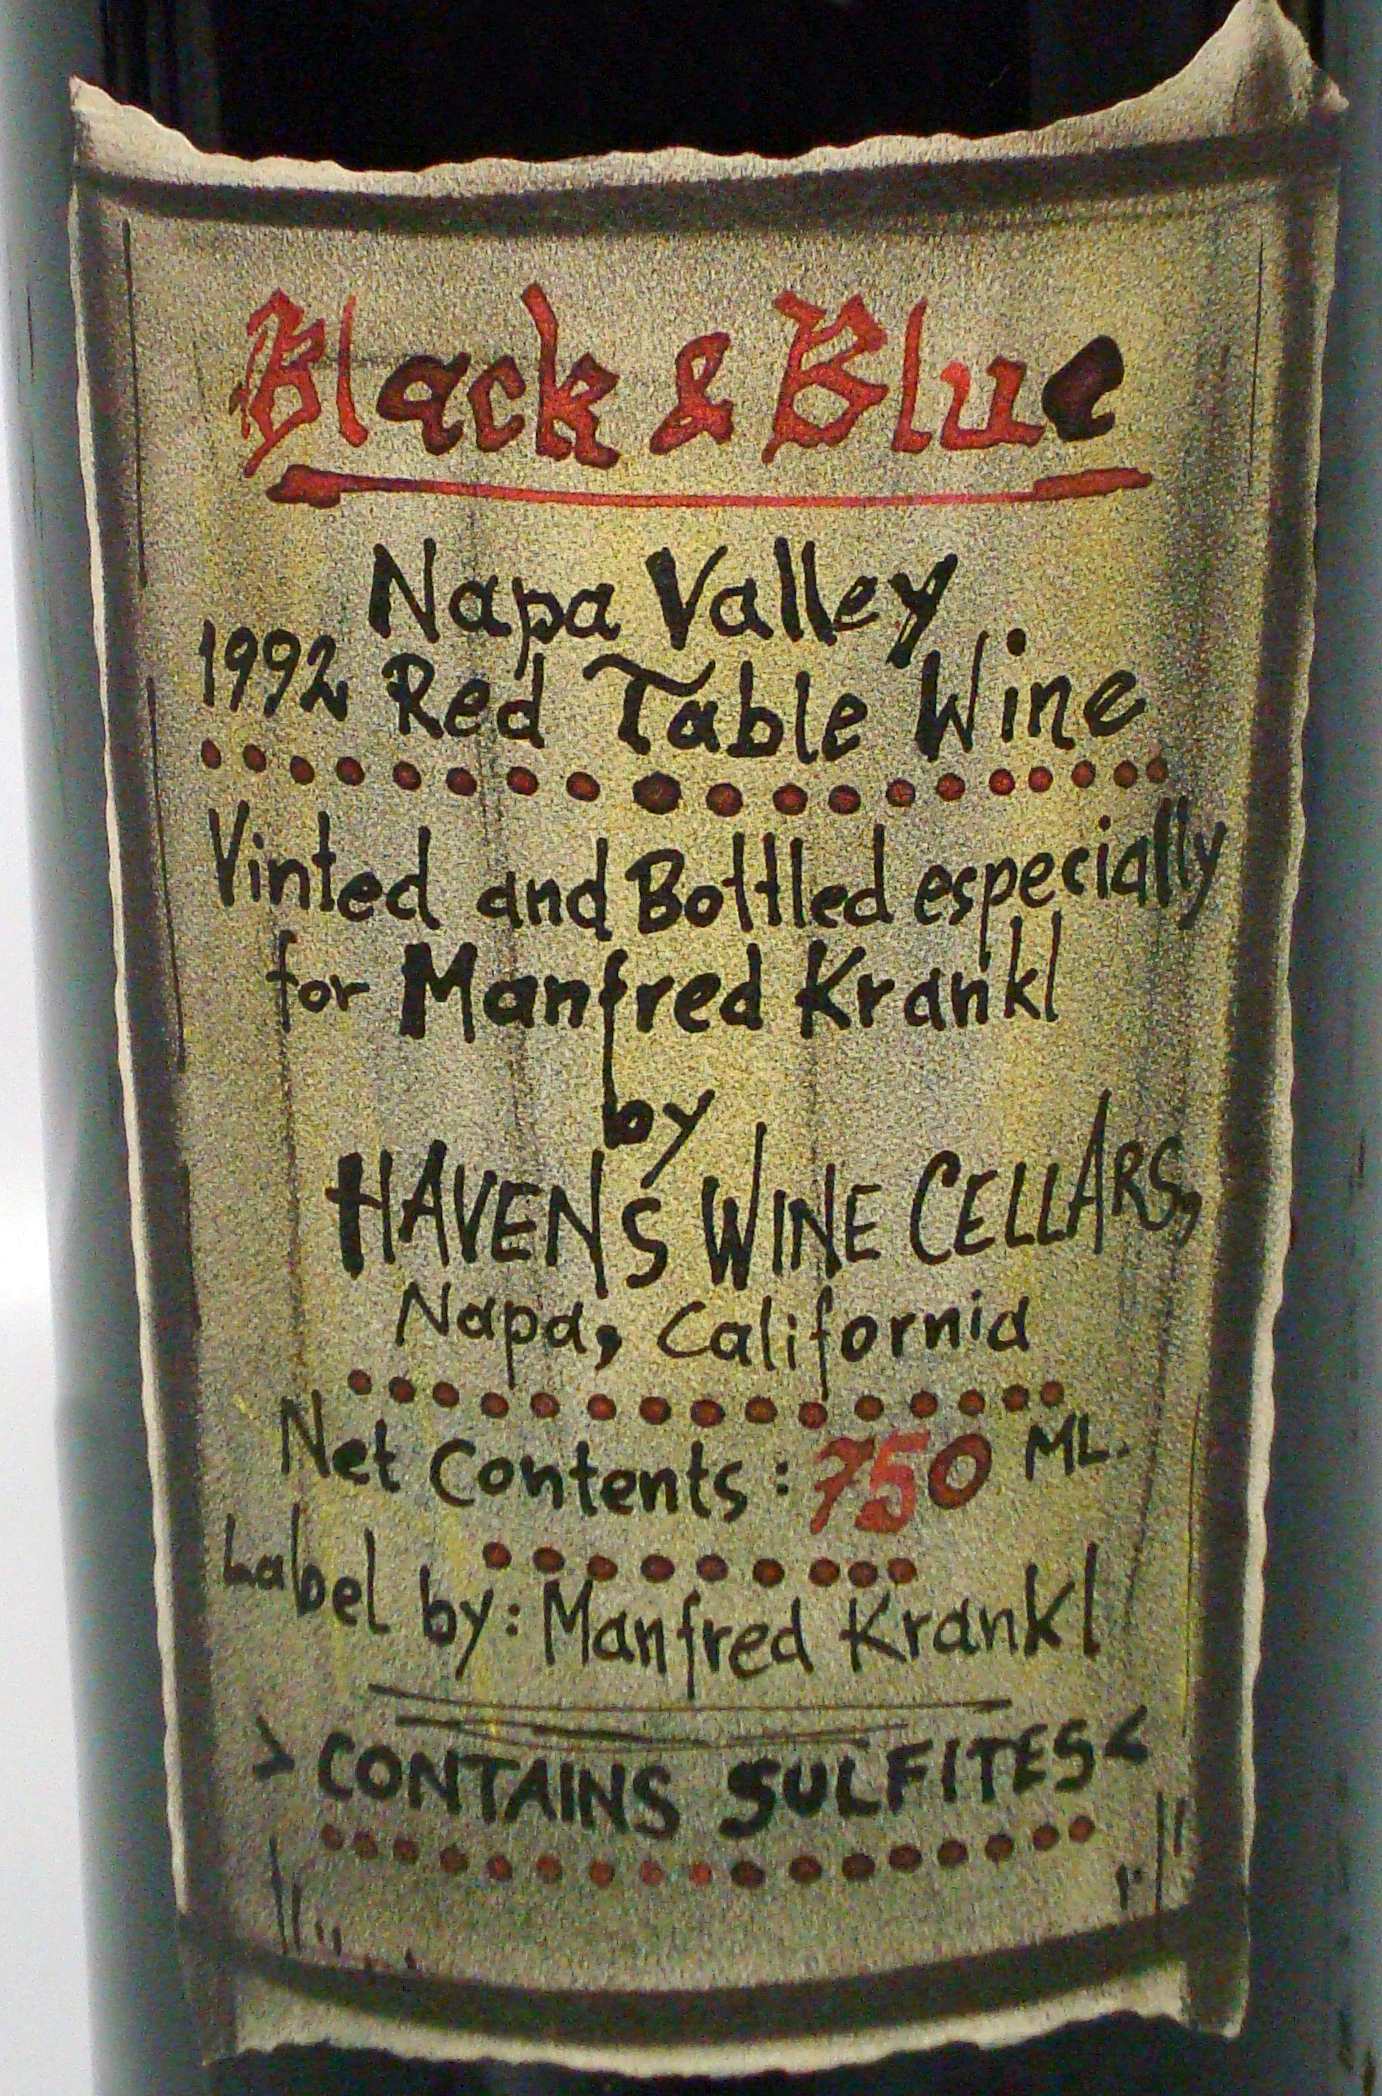 Black & Blue
Napa Valley
1992 Red Table Wine
Vinted and Bottled especially
for Manfred Krankl
by
HAVENS WINE CELLARS,
Napa, California
Net Contents: 750 ML.
Label by: Manfred Krankl
>CONTAINS SULFITES<